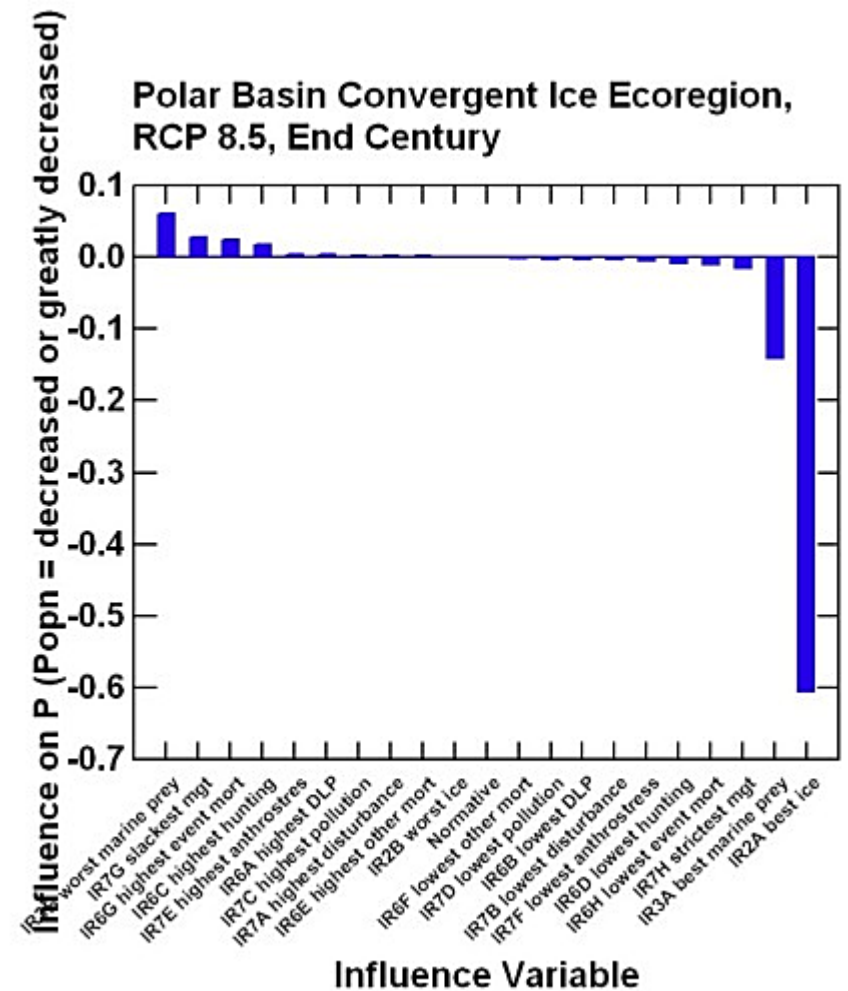 Polar Basin Convergent Ice Ecoregion,
RCP 8.5, End Century
Influence on P (Popn = decreased or greatly decreased)
0.1
0.0
-0.1
-0.2
-0.3
-0.4
-0.5
-0.6
-0.7
worst marine prey
IR7G slackest mgt
IR6G highest event mort
IR6C highest hunting
IR7E highest anthrostres
IR6A highest DLP
IR7C highest pollution
IR7A highest disturbance
IR6E highest other mort
IR2B worst ice
Normative
IR6F lowest other mort
IR7D lowest pollution
IR6B lowest DLP
IR7B lowest disturbance
IR7F lowest anthrostress
IR6D lowest hunting
IR6H lowest event mort
IR7H strictest mgt
IR3A best marine prey
IR2A best ice
Influence Variable